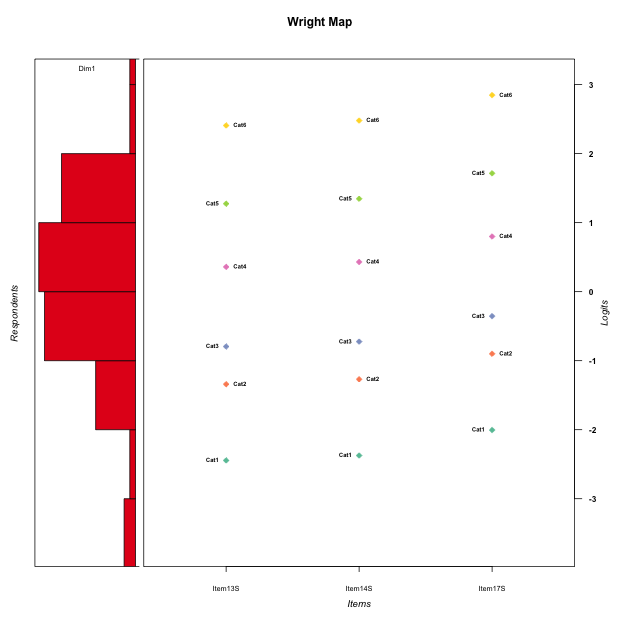 Wright Map
Dim1
Respondents
Cat6
Cat6
Cat6
Cat5
Cat5
Cat5
Cat4
Cat4
Cat4
Cat3
Cat3
Cat3
Cat2
Cat2
Cat2
Cat1
Cat1
Cat1
3
2
1
0
-1
-2
-3
Logits
Item13S Item14S Item17S
Items